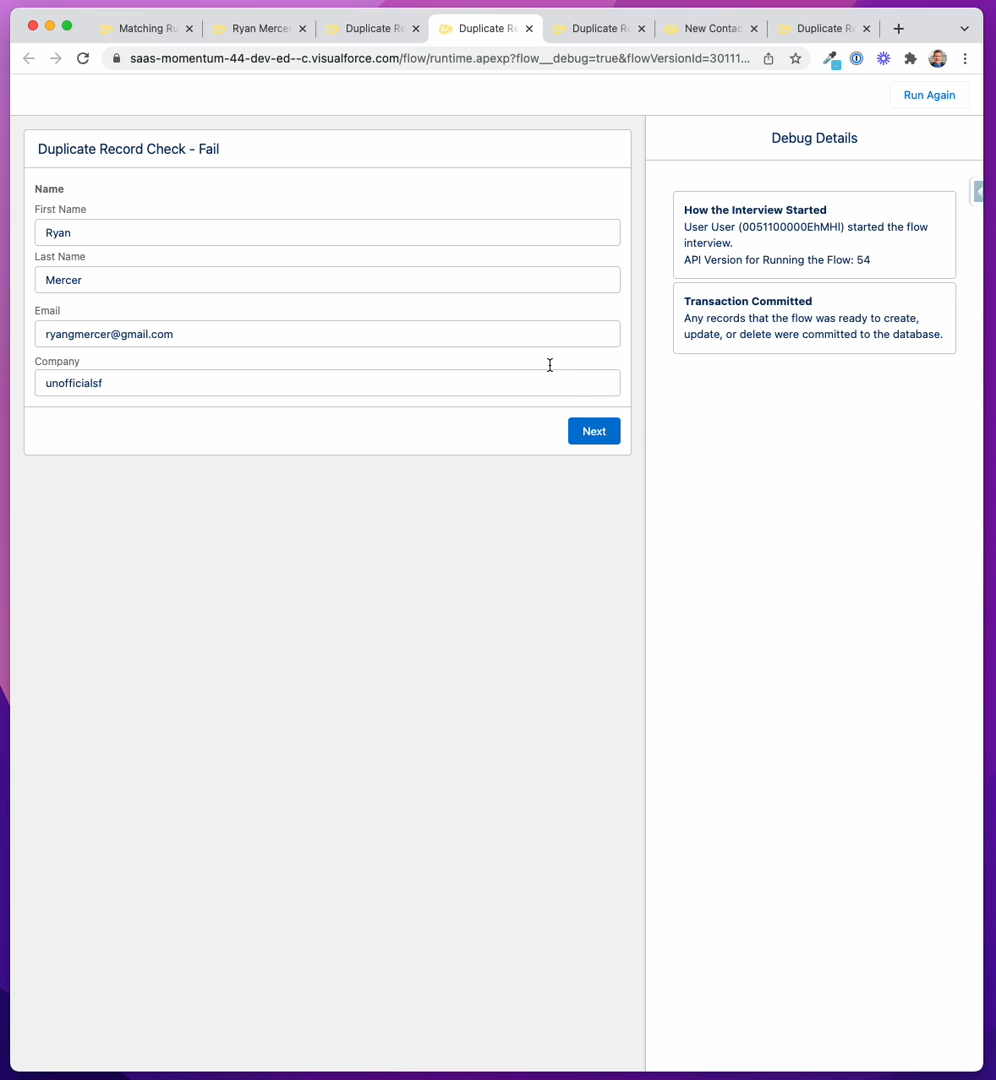 Matching Ru
Ryan Mercer
Duplicate Re
Duplicate Re
Duplicate Re
New Contac
Duplicate Re
saas-momentum-44-dev-ed--c.visualforce.com/flow/runtime.apexp?flow__debug=true&flowVersionId=30111...
Run Again
Duplicate Record Check - Fail
Name
First Name
Ryan
Last Name
Mercer
Email
ryangmercer@gmail.com
Company
unofficialsf
Next
Debug Details
How the Interview Started
User User (0051100000EhMHI) started the flow
interview.
API Version for Running the Flow: 54
Transaction Committed
Any records that the flow was ready to create,
update, or delete were committed to the database.